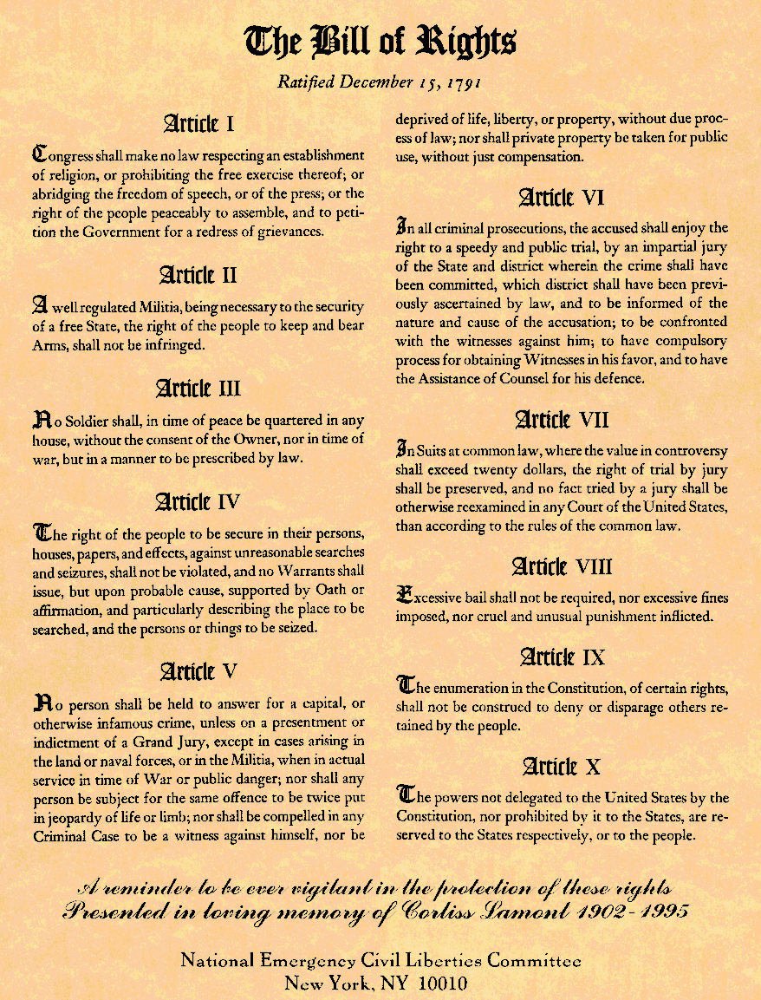 The Bill of Rights
Ratified December 15, 1791
Article I
Congress shall make no law respecting an establishment
of religion, or prohibiting the free exercise thereof; or
abridging the freedom of speech, or of the press; or the
right of the people peaceably to assemble, and to peti-
tion the Government for a redress of grievances.
Article II
A well regulated Militia, being necessary to the security
of a free State, the right of the people to keep and bear
Arms, shall not be infringed.
Article III
No Soldier shall, in time of peace be quartered in any
house, without the consent of the Owner, nor in time of
war, but in a manner to be prescribed by law.
Article IV
The right of the people to be secure in their persons,
houses, papers, and effects, against unreasonable searches
and seizures, shall not be violated, and no Warrants shall
issue, but upon probable cause, supported by Oath or
affirmation, and particularly describing the place to be
searched, and the persons or things to be seized.
Article V
No person shall be held to answer for a capital, or
otherwise infamous crime, unless on a presentment or
indictment of a Grand Jury, except in cases arising in
the land or naval forces, or in the Militia, when in actual
service in time of War or public danger; nor shall any
person be subject for the same offence to be twice put
in jeopardy of life or limb; nor shall be compelled in any
Criminal Case to be a witness against himself, nor be
deprived of life, liberty, or property, without due proc-
ess of law; nor shall private property be taken for public
use, without just compensation.
Article VI
In all criminal prosecutions, the accused shall enjoy the
right to a speedy and public trial, by an impartial jury
of the State and district wherein the crime shall have
been committed, which district shall have been previ-
ously ascertained by law, and to be informed of the
nature and cause of the accusation; to be confronted
with the witnesses against him; to have compulsory
process for obtaining Witnesses in his favor, and to have
the Assistance of Counsel for his defence.
Article VII
In Suits at common law, where the value in controversy
shall exceed twenty dollars, the right of trial by jury
shall be preserved, and no fact tried by a jury shall be
otherwise reexamined in any Court of the United States,
than according to the rules of the common law.
Article VIII
Excessive bail shall not be required, nor excessive fines
imposed, nor cruel and unusual punishment inflicted.
Article IX
The enumeration in the Constitution, of certain rights,
shall not be construed to deny or disparage others re-
tained by the people.
Article X
The powers not delegated to the United States by the
Constitution, nor prohibited by it to the States, are re-
served to the States respectively, or to the people.
A reminder to be ever vigilant in the protection of these rights
Presented in loving memory of Corliss Lamont 1902-1995
National Emergency Civil Liberties Committee
New York, NY 10010